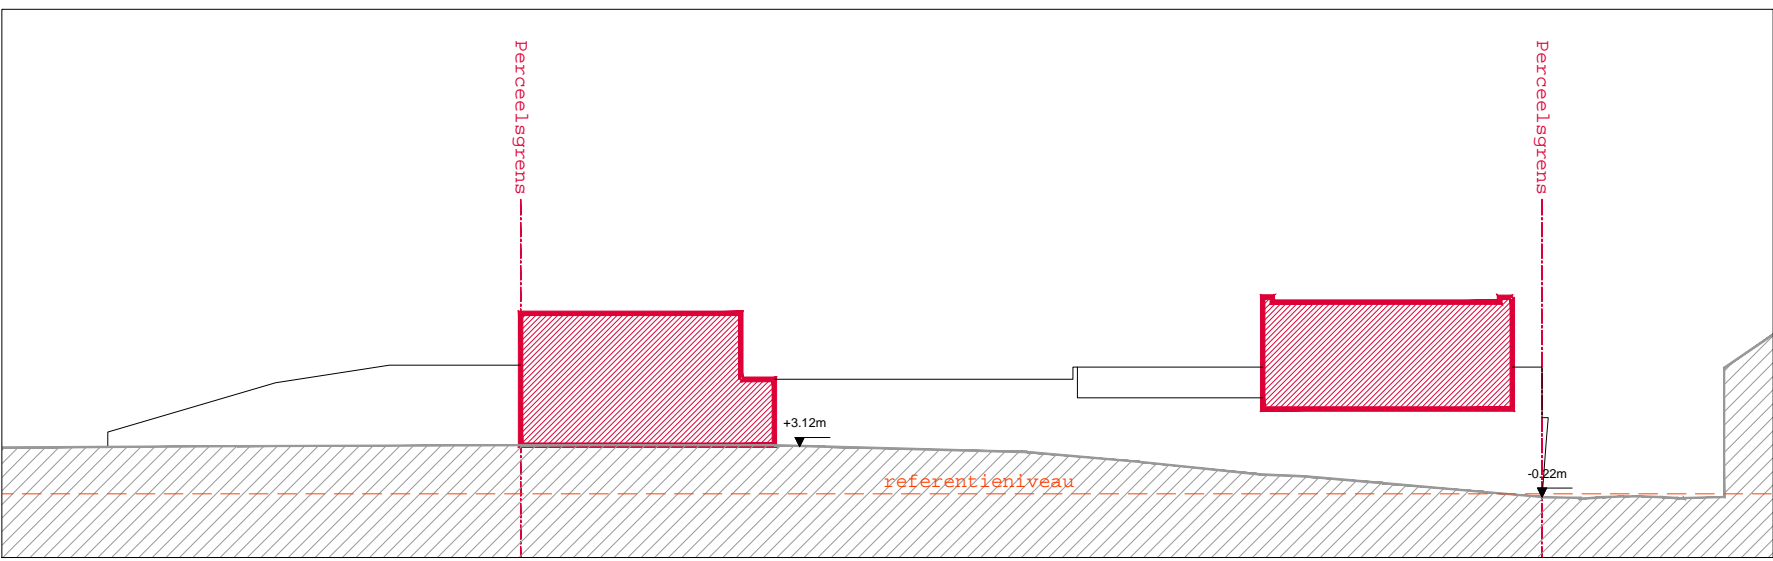 Perceelsgrens
Perceelsgrens
+3.12m
-0.22m
referentieniveau